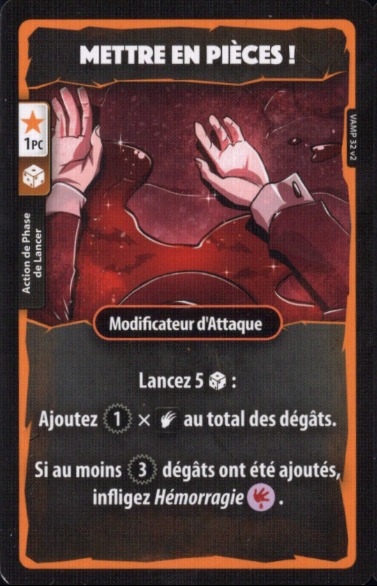 METTRE EN PIÈCES !
1PC
Action de Phase
de Lancer
VAMP 32 v2
Modificateur d'Attaque
Lancez 5 :
Ajoutez 1 × au total des dégâts.
Si au moins 3 dégâts ont été ajoutés,
infligez Hémorragie .